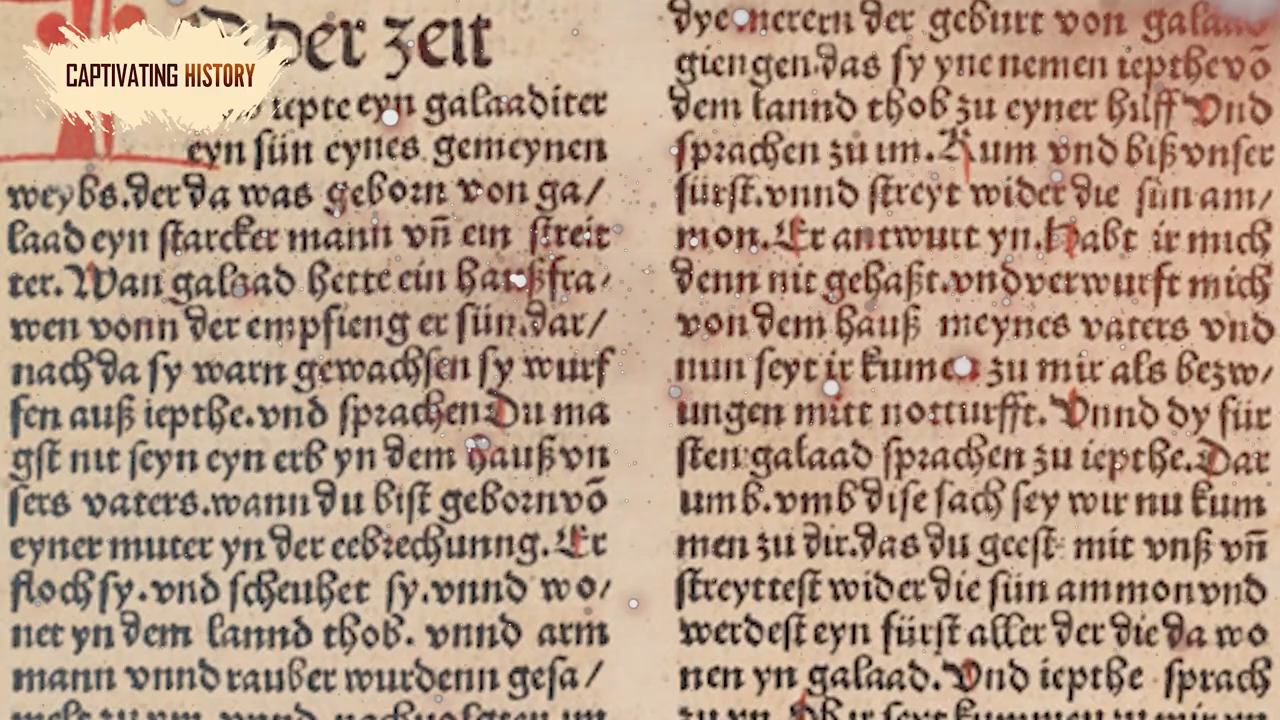 CAPTIVATING HISTORY
der zeit
iepte eyn galaaditer
eyn sün eynes gemeynen
weybs.der da was geborn von ga/
laad eyn starcker mann vñ ein streit
ter. Wan galaad hette ein haußfra/
wen vonn der empfieng er sün.dar/
nach da sy warn gewachsen sy wurf
fen auß iepthe.vnd sprachen.Du ma
gst nit seyn eyn erb yn dem hauß vn
sers vaters.wann du bist geborn võ
eyner muter yn der eebrechunng.Er
floch sy.vnd scheuhet sy.vnnd wo/
net yn dem lannd thob. vnnd arm
mann vnnd rauber wurdenn gesa/
dye merern der geburt von galaad
giengen.das sy yne nemen iepthe võ
dem lannd thob zu eyner hilff Vnd
sprachen zu im.Kum vnd biß vnser
fürst.vnnd streyt wider die sün am/
mon.Er antwurt yn.Habt ir mich
denn nit gehaßt.vnd verwurft mich
von dem hauß meynes vaters vnd
nun seyt ir kumen zu mir als bezw/
ungen mitt notturfft. Vnnd dy für
sten galaad sprachen zu iepthe.Dar
umb.vmb dise sach sey wir nu kum
men zu dir.das du geest mit vnß vñ
streyttest wider die sün ammon vnd
werdest eyn fürst aller der die da wo
nen yn galaad.Vnd iepthe sprach